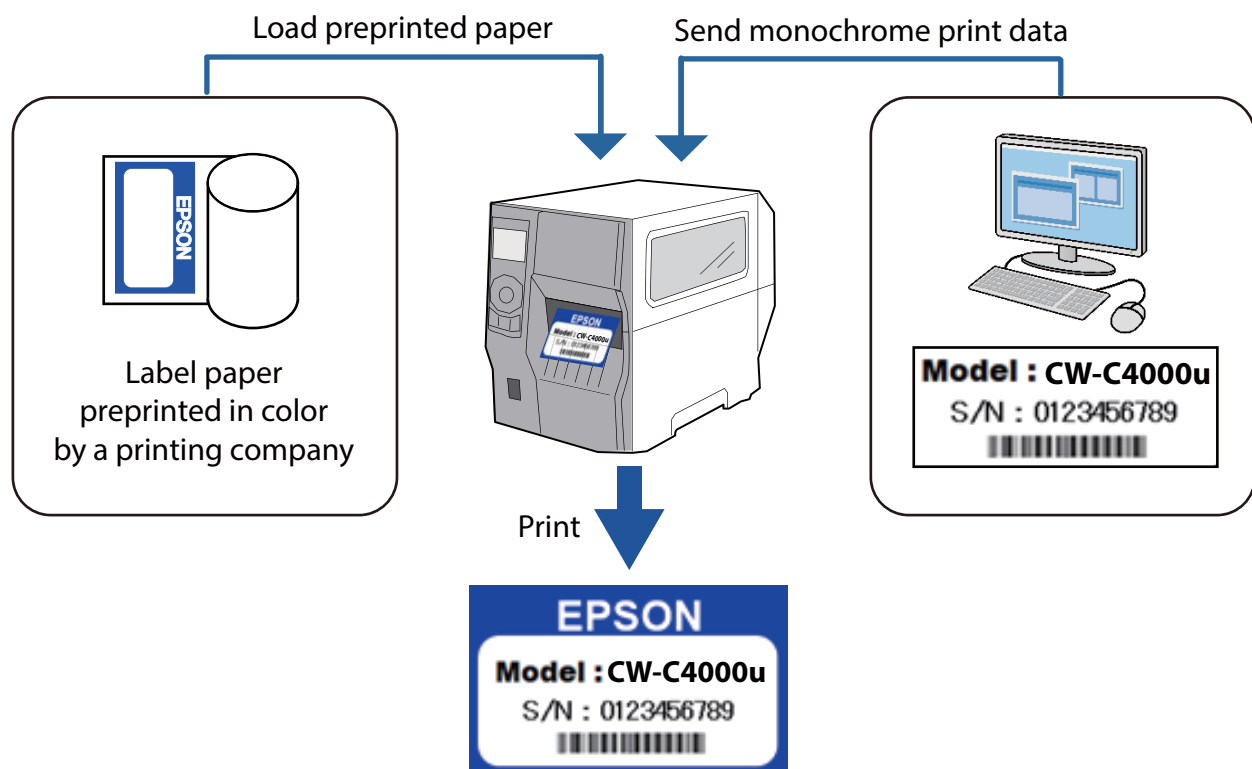 Load preprinted paper
Send monochrome print data
EPSON
Label paper
preprinted in color
by a printing company
EPSON
Model : CW-C4000u
S/N : 0123456789
Model : CW-C4000u
S/N : 0123456789
Print
EPSON
Model : CW-C4000u
S/N : 0123456789